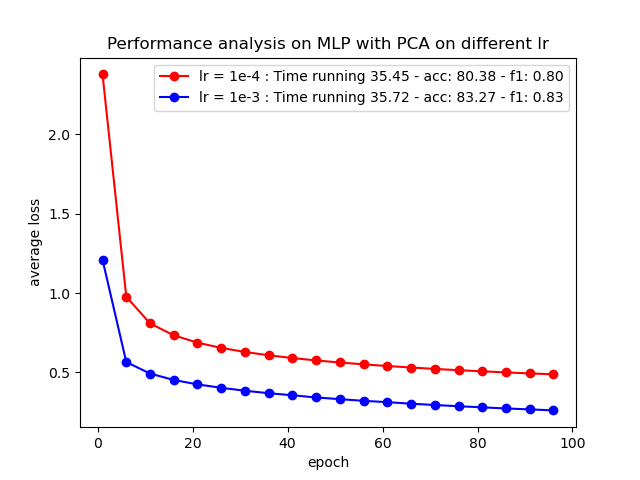 Performance analysis on MLP with PCA on different lr
lr = 1e-4 : Time running 35.45 - acc: 80.38 - f1: 0.80
lr = 1e-3 : Time running 35.72 - acc: 83.27 - f1: 0.83
2.0
1.5
1.0
0.5
average loss
0 20 40 60 80 100
epoch